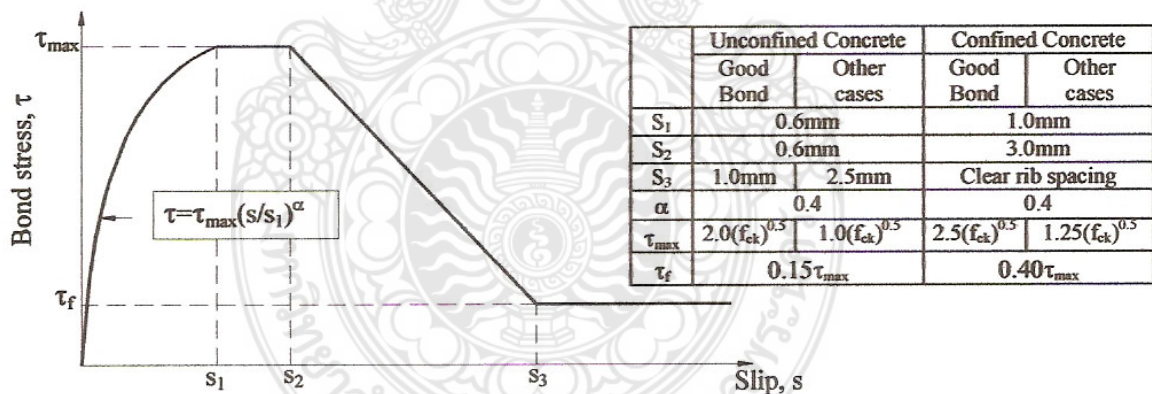 Bond stress, τ
τmax
τf
τ=τmax(s/s1)^α
s1
s2
s3
Slip, s
Unconfined Concrete Confined Concrete
Good Bond Other cases Good Bond Other cases
S1 0.6mm 1.0mm
S2 0.6mm 3.0mm
S3 1.0mm 2.5mm Clear rib spacing
α 0.4 0.4
τmax 2.0(fck)^0.5 1.0(fck)^0.5 2.5(fck)^0.5 1.25(fck)^0.5
τf 0.15τmax 0.40τmax